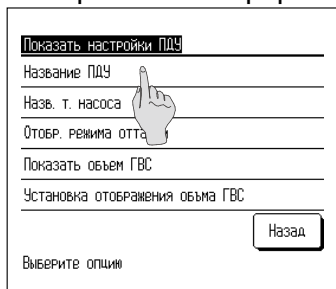 Показать настройки ПДУ
Название ПДУ
Назв. т. насоса
Отобр. режима отта
Показать объем ГВС
Установка отображения объма ГВС
Назад
Выберите опцию